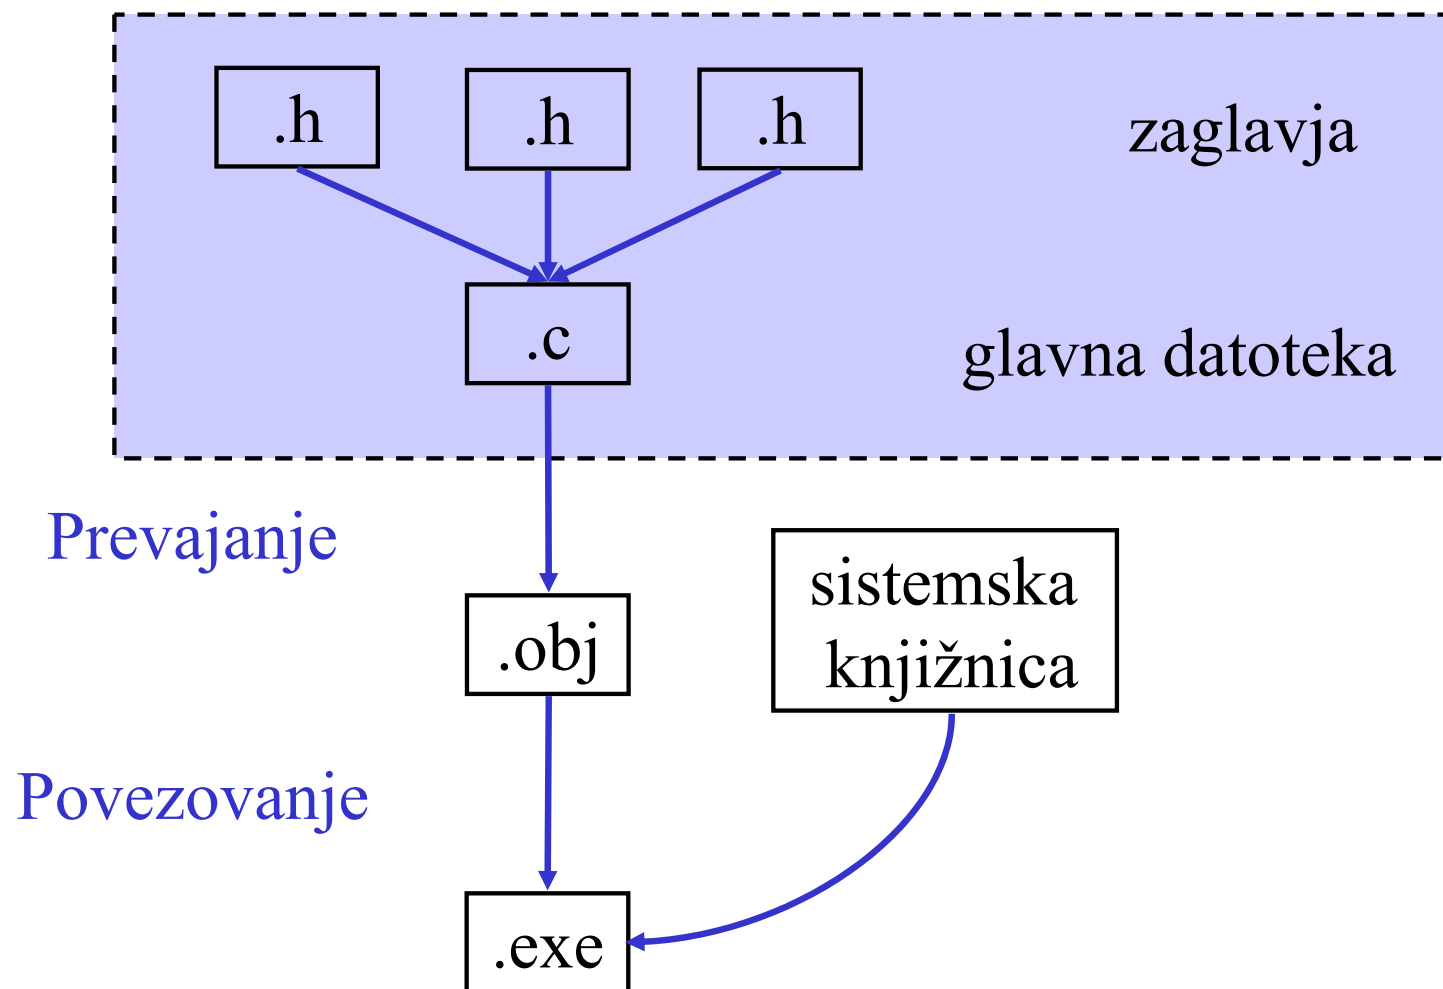 .h .h .h zaglavja
.c glavna datoteka
Prevajanje
sistemska
.obj knjižnica
Povezovanje
.exe